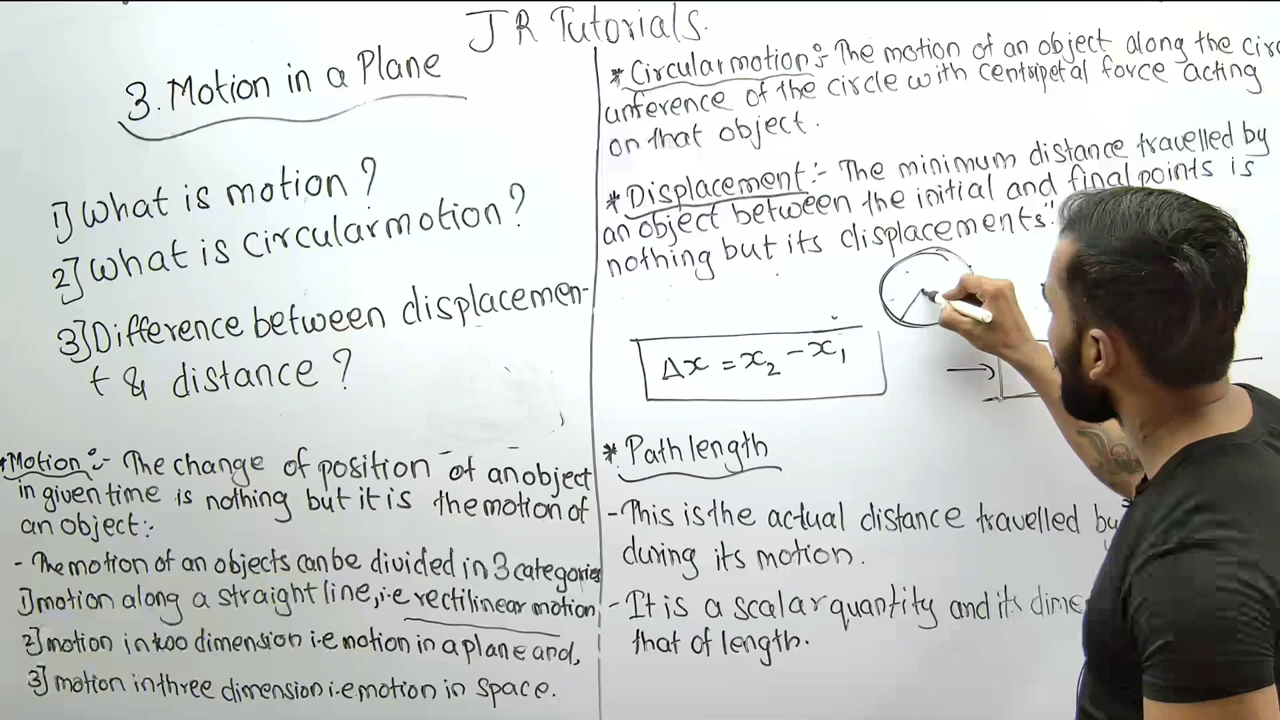 JR Tutorials.
3. Motion in a Plane
1] What is motion ?
2] What is Circularmotion ?
3] Difference between displacemen-
t & distance ?
*Motion :- The change of position of an object
in given time is nothing but it is the motion of
an object :-
- The motion of an objects can be divided in 3 categories
1) motion along a straight line, i.e rectilinear motion
2] motion in too dimension i.e motion in a plane and,
3] motion in three dimension i.e motion in space.
* Circularmotion :- The motion of an object along the circ
umference of the circle with centripetal force acting
on that object.
* Displacement :- The minimum distance travelled by
an object between the initial and final points is
nothing but its displacements".
Δx = x₂ - x₁
* Path length
- This is the actual distance travelled by
during its motion.
- It is a scalar quantity and its dime
that of length.